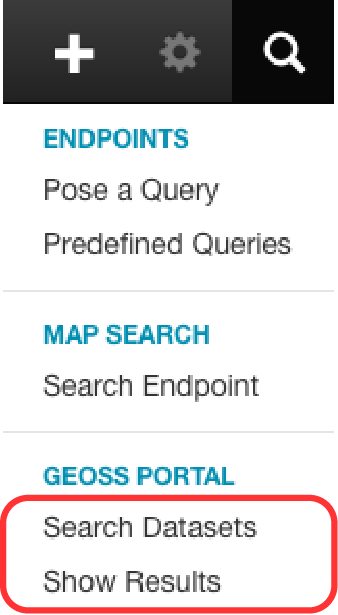 ENDPOINTS
Pose a Query
Predefined Queries
MAP SEARCH
Search Endpoint
GEOSS PORTAL
Search Datasets
Show Results